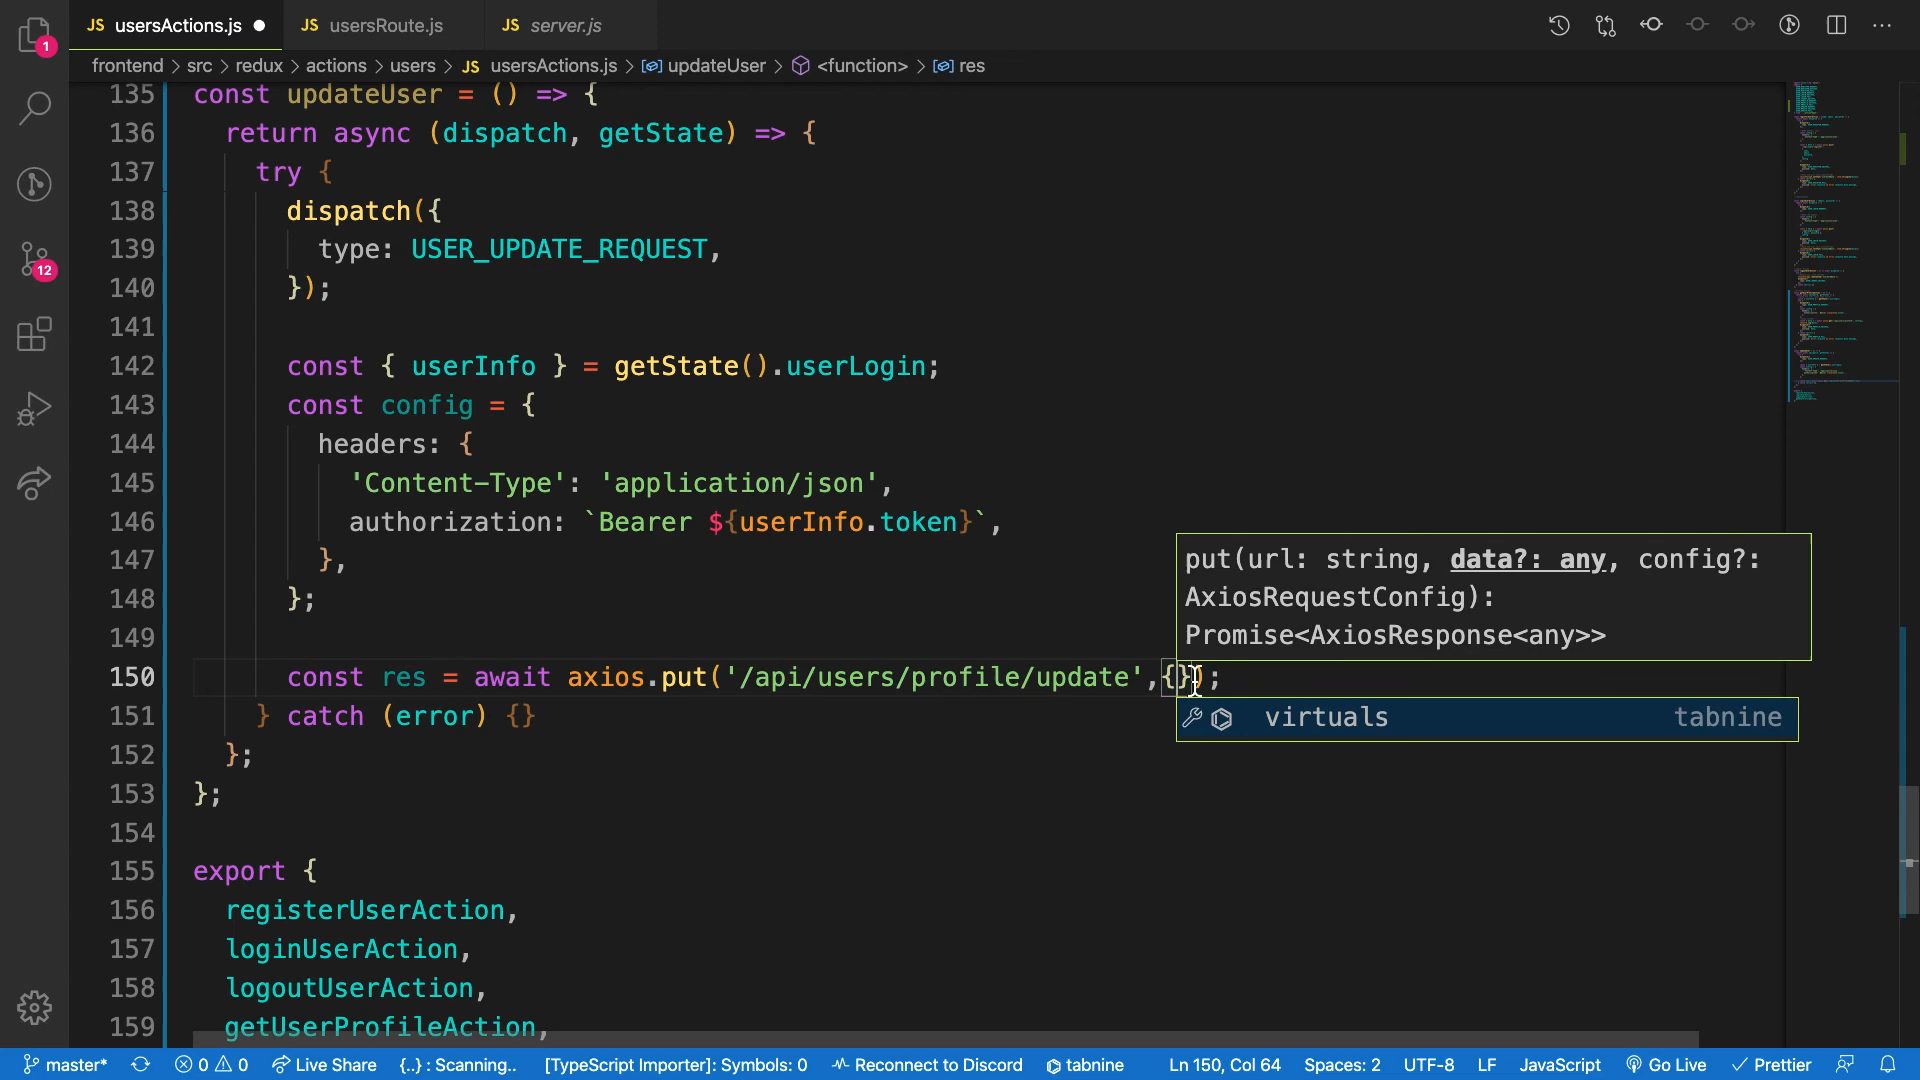 JS usersActions.js JS usersRoute.js JS server.js
frontend > src > redux > actions > users > JS usersActions.js > updateUser > <function> > res
1
12
135 const updateUser = () => {
136 return async (dispatch, getState) => {
137 try {
138 dispatch({
139 type: USER_UPDATE_REQUEST,
140 });
141
142 const { userInfo } = getState().userLogin;
143 const config = {
144 headers: {
145 'Content-Type': 'application/json',
146 authorization: `Bearer ${userInfo.token}`,
147 },
148 };
149
150 const res = await axios.put('/api/users/profile/update',{});
151 } catch (error) {}
152 };
153 };
154
155 export {
156 registerUserAction,
157 loginUserAction,
158 logoutUserAction,
159 getUserProfileAction,
put(url: string, data?: any, config?:
AxiosRequestConfig):
Promise<AxiosResponse<any>>
virtuals tabnine
master* 0 0 Live Share {..} : Scanning.. [TypeScript Importer]: Symbols: 0 Reconnect to Discord tabnine Ln 150, Col 64 Spaces: 2 UTF-8 LF JavaScript Go Live Prettier